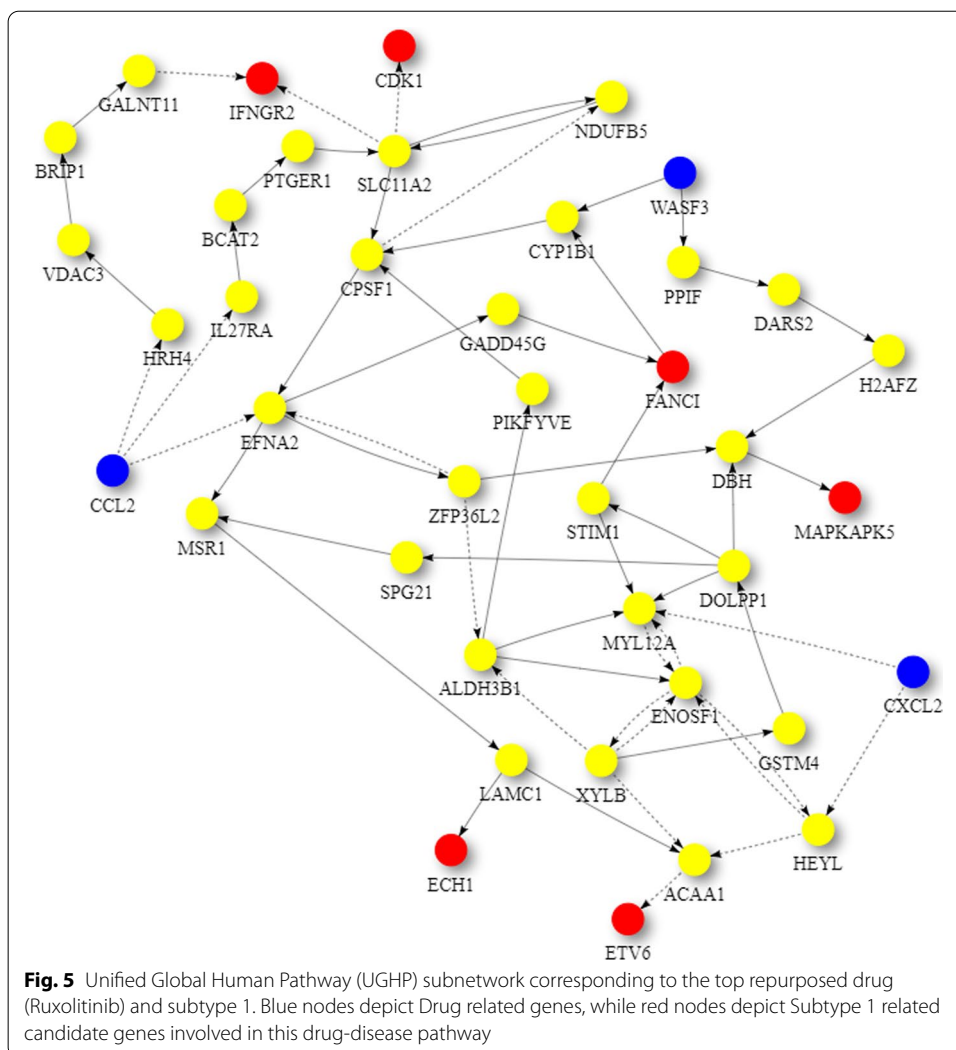 CDK1
GALNT11
IFNGR2
NDUFB5
BRIP1
PTGER1
SLC11A2
WASF3
BCAT2
CYP1B1
VDAC3
CPSF1
PPIF
DARS2
IL27RA
HRH4
GADD45G
H2AFZ
FANCI
PIKFYVE
EFNA2
DBH
CCL2
ZFP36L2
MAPKAPK5
STIM1
MSR1
SPG21
DOLPP1
MYL12A
ALDH3B1
CXCL2
ENOSF1
GSTM4
LAMC1
XYLB
HEYL
ECH1
ACAA1
ETV6
Fig. 5 Unified Global Human Pathway (UGHP) subnetwork corresponding to the top repurposed drug
(Ruxolitinib) and subtype 1. Blue nodes depict Drug related genes, while red nodes depict Subtype 1 related
candidate genes involved in this drug-disease pathway